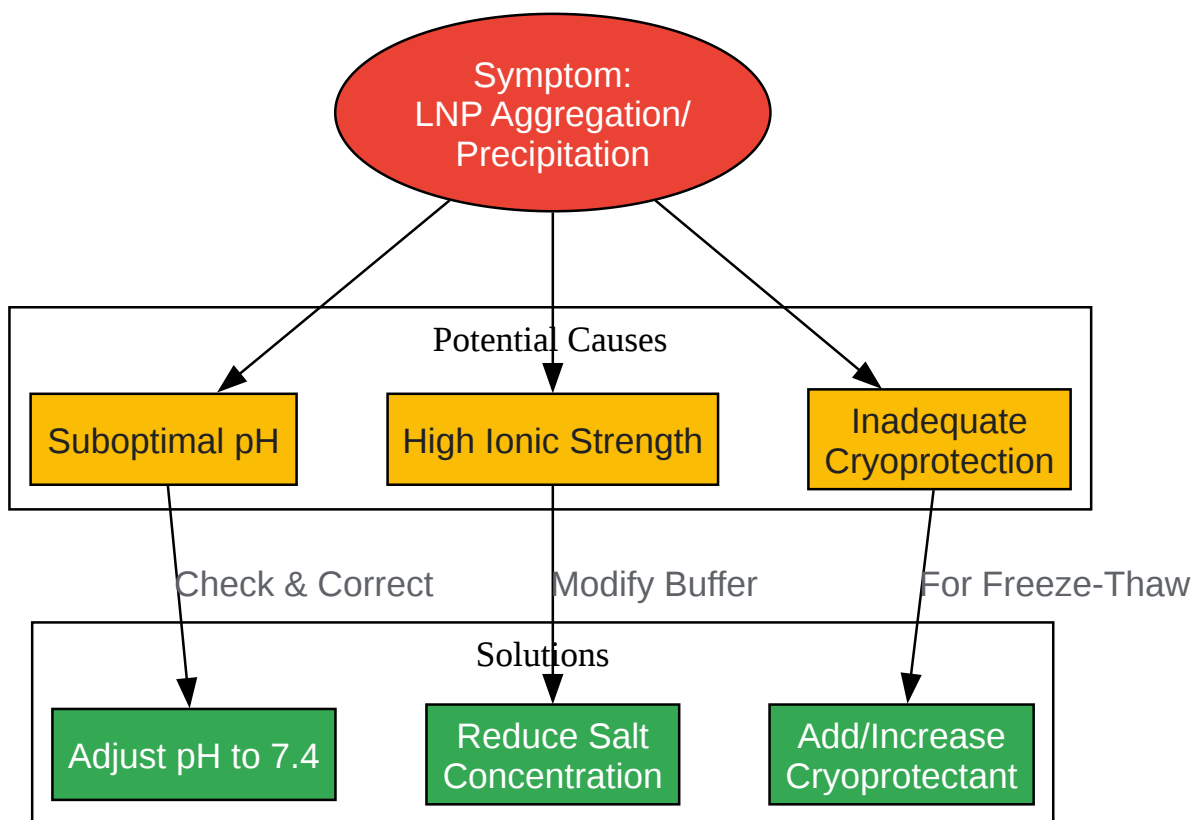 Symptom:
LNP Aggregation/
Precipitation
Potential Causes
Suboptimal pH
High Ionic Strength
Inadequate
Cryoprotection
Check & Correct
Modify Buffer
For Freeze-Thaw
Solutions
Adjust pH to 7.4
Reduce Salt
Concentration
Add/Increase
Cryoprotectant